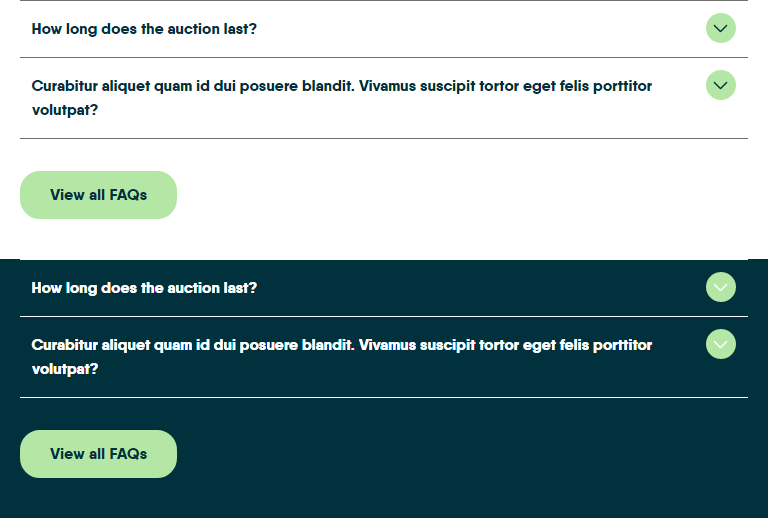 How long does the auction last?
Curabitur aliquet quam id dui posuere blandit. Vivamus suscipit tortor eget felis porttitor
volutpat?
View all FAQs
How long does the auction last?
Curabitur aliquet quam id dui posuere blandit. Vivamus suscipit tortor eget felis porttitor
volutpat?
View all FAQs